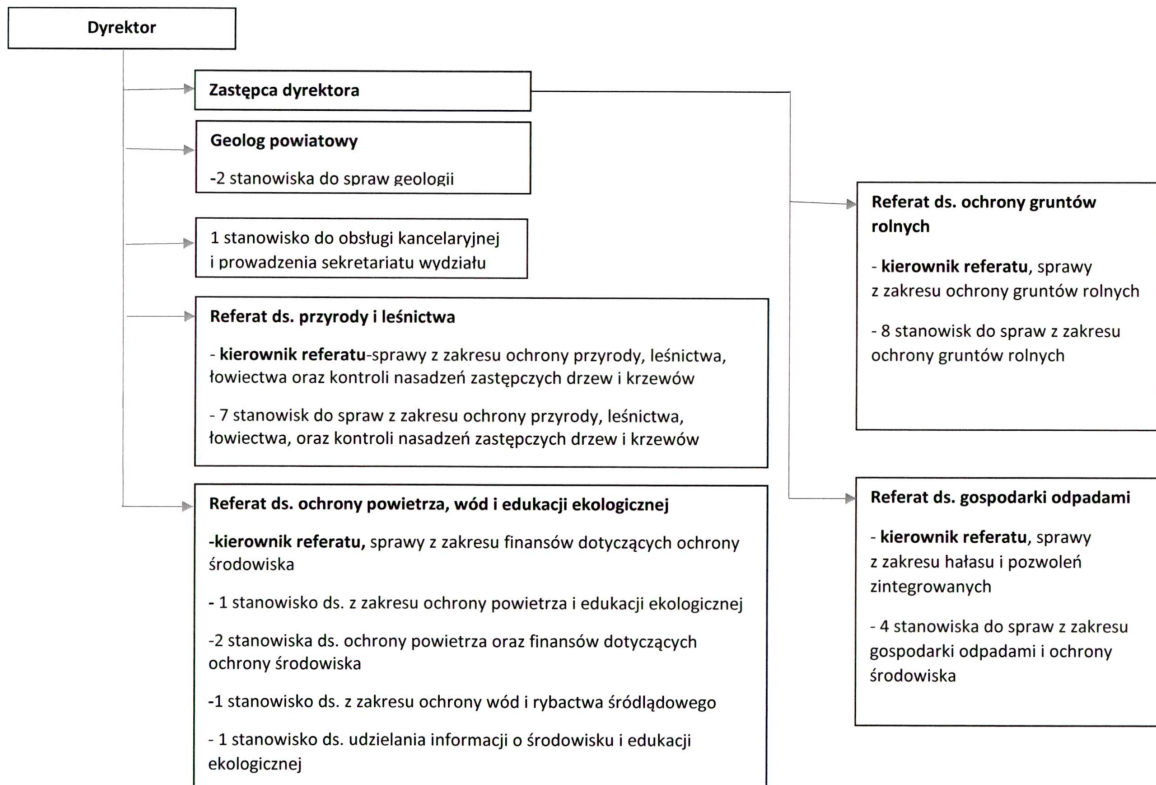 Dyrektor
Zastępca dyrektora
Geolog powiatowy
-2 stanowiska do spraw geologii
1 stanowisko do obsługi kancelaryjnej
i prowadzenia sekretariatu wydziału
Referat ds. przyrody i leśnictwa
- kierownik referatu-sprawy z zakresu ochrony przyrody, leśnictwa,
łowiectwa oraz kontroli nasadzeń zastępczych drzew i krzewów
- 7 stanowisk do spraw z zakresu ochrony przyrody, leśnictwa,
łowiectwa, oraz kontroli nasadzeń zastępczych drzew i krzewów
Referat ds. ochrony powietrza, wód i edukacji ekologicznej
-kierownik referatu, sprawy z zakresu finansów dotyczących ochrony
środowiska
- 1 stanowisko ds. z zakresu ochrony powietrza i edukacji ekologicznej
-2 stanowiska ds. ochrony powietrza oraz finansów dotyczących
ochrony środowiska
-1 stanowisko ds. z zakresu ochrony wód i rybactwa śródlądowego
- 1 stanowisko ds. udzielania informacji o środowisku i edukacji
ekologicznej
Referat ds. ochrony gruntów
rolnych
- kierownik referatu, sprawy
z zakresu ochrony gruntów rolnych
- 8 stanowisk do spraw z zakresu
ochrony gruntów rolnych
Referat ds. gospodarki odpadami
- kierownik referatu, sprawy
z zakresu hałasu i pozwoleń
zintegrowanych
- 4 stanowiska do spraw z zakresu
gospodarki odpadami i ochrony
środowiska